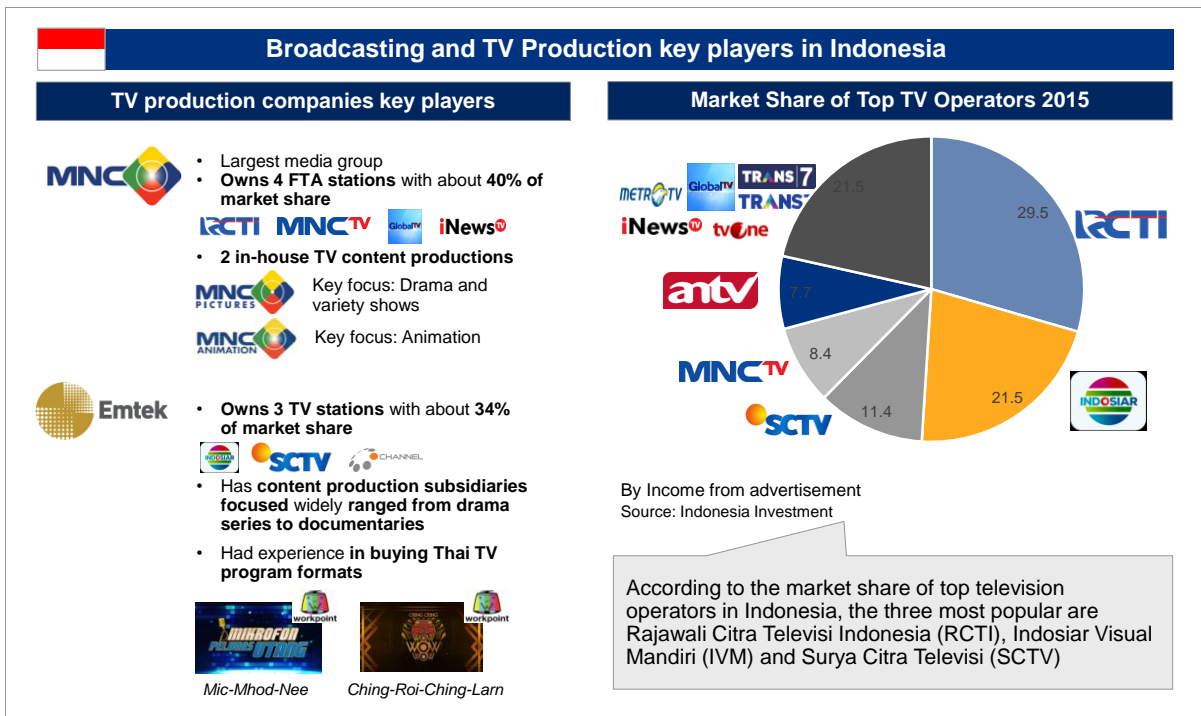 Broadcasting and TV Production key players in Indonesia
TV production companies key players
MNC
• Largest media group
• Owns 4 FTA stations with about 40% of
market share
RCTI MNCTV GlobalTV iNewsTV
• 2 in-house TV content productions
MNC
PICTURES
Key focus: Drama and
variety shows
MNC
ANIMATION
Key focus: Animation
Emtek
• Owns 3 TV stations with about 34%
of market share
INDOSIAR SCTV CHANNEL
• Has content production subsidiaries
focused widely ranged from drama
series to documentaries
• Had experience in buying Thai TV
program formats
workpoint
MIKROFON
PELUNAS
UTANG
workpoint
CHING CHING
WOW
Mic-Mhod-Nee Ching-Roi-Ching-Larn
Market Share of Top TV Operators 2015
METRO TV GlobalTV TRANS 7
TRANS
iNewsTV tvOne
21.5
29.5
RCTI
antv
7.7
MNCTV
8.4
SCTV
11.4
21.5
INDOSIAR
By Income from advertisement
Source: Indonesia Investment
According to the market share of top television
operators in Indonesia, the three most popular are
Rajawali Citra Televisi Indonesia (RCTI), Indosiar Visual
Mandiri (IVM) and Surya Citra Televisi (SCTV)